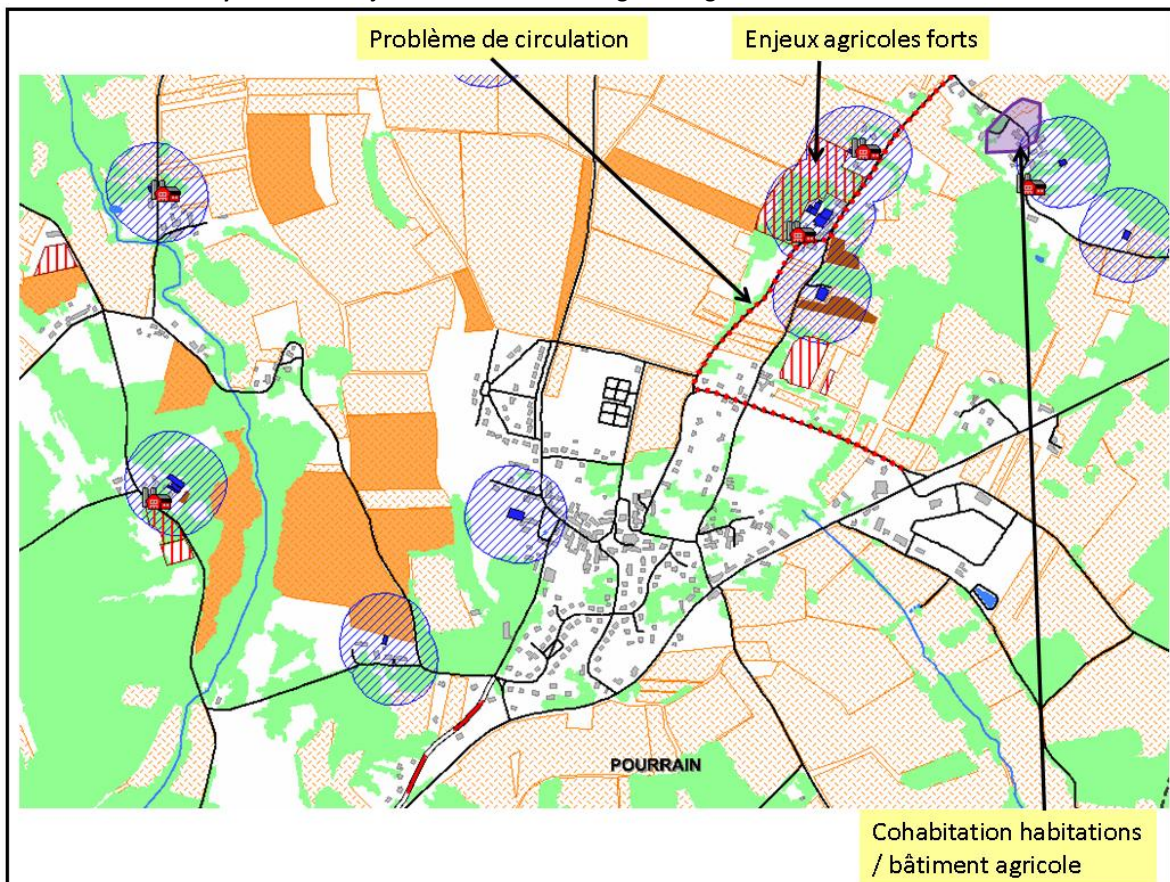 Problème de circulation
Enjeux agricoles forts
POURRAIN
Cohabitation habitations
/ bâtiment agricole